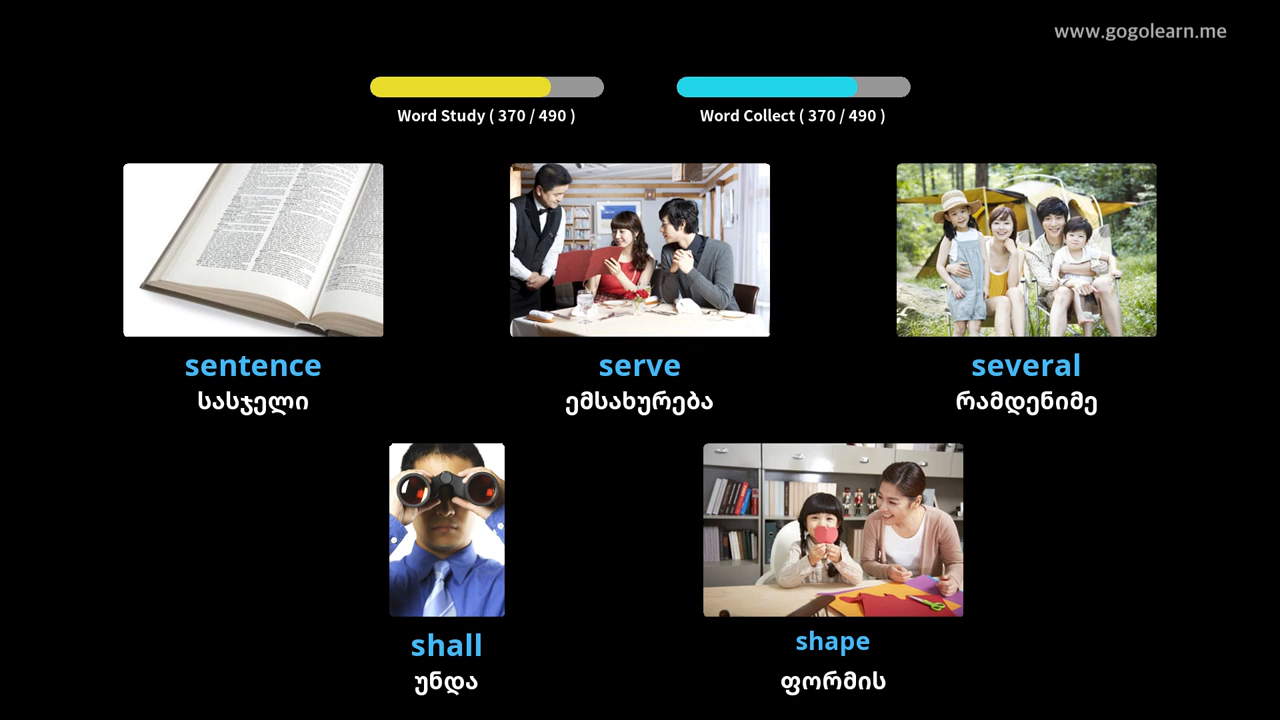 www.gogolearn.me
Word Study ( 370 / 490 )
Word Collect ( 370 / 490 )
sentence
სასჯელი
serve
ემსახურება
several
რამდენიმე
shall
უნდა
shape
ფორმის